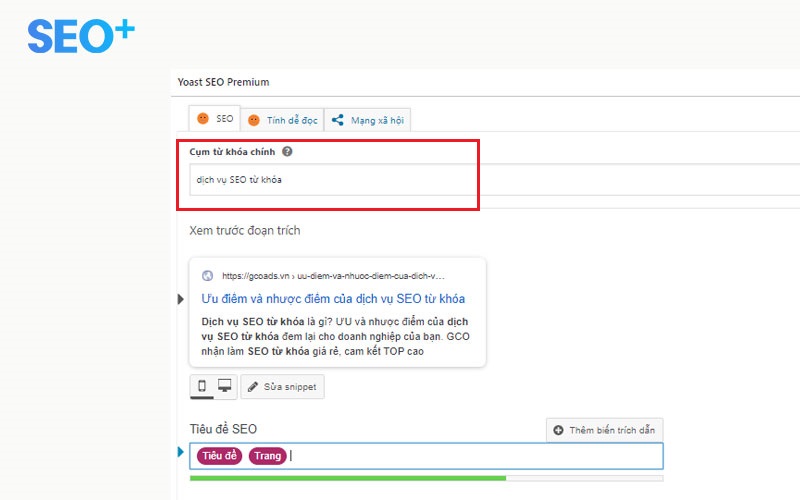 SEO+
Yoast SEO Premium
SEO Tính dễ đọc Mạng xã hội
Cụm từ khóa chính ?
dịch vụ SEO từ khóa
Xem trước đoạn trích
https://gcoads.vn › uu-diem-va-nhuoc-diem-cua-dich-v...
Ưu điểm và nhược điểm của dịch vụ SEO từ khóa
Dịch vụ SEO từ khóa là gì? ƯU và nhược điểm của dịch
vụ SEO từ khóa đem lại cho doanh nghiệp của bạn. GCO
nhận làm SEO từ khóa giá rẻ, cam kết TOP cao
Sửa snippet
Tiêu đề SEO Thêm biến trích dẫn
Tiêu đề Trang